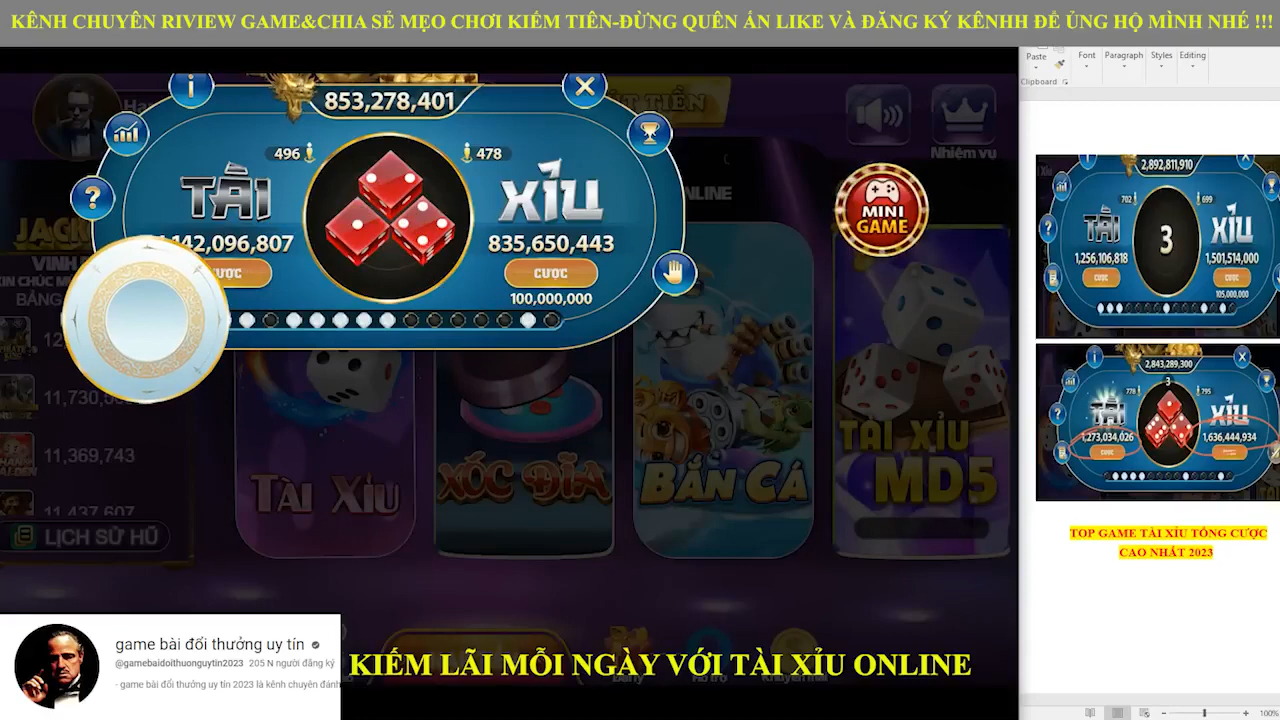 KÊNH CHUYÊN RIVIEW GAME&CHIA SẺ MẸO CHƠI KIẾM TIỀN-ĐỪNG QUÊN ẤN LIKE VÀ ĐĂNG KÝ KÊNHH ĐỂ ỦNG HỘ MÌNH NHÉ !!!
Paste
Font
Paragraph
Styles
Editing
Clipboard
853,278,401
496
478
TÀI
XỈU
835,650,443
CƯỢC
100,000,000
Nhiệm vụ
MINI
GAME
JACK
BẢNG
11,730,
11,369,743
11,437,607
LỊCH SỬ HŨ
TÀI XỈU
XÓC ĐĨA
BẮN CÁ
TÀI XỈU
MD5
2,892,811,910
702
699
TÀI
3
XỈU
1,256,106,818
1,501,514,000
CƯỢC
CƯỢC
105,000,000
2,843,289,300
3
778
795
TÀI
XỈU
1,273,034,026
1,636,444,934
CƯỢC
TOP GAME TÀI XỈU TỔNG CƯỢC
CAO NHẤT 2023
game bài đổi thưởng uy tín
@gamebaidoithuonguytin2023 205 N người đăng ký
- game bài đổi thưởng uy tín 2023 là kênh chuyên đánh
KIẾM LÃI MỖI NGÀY VỚI TÀI XỈU ONLINE
100%